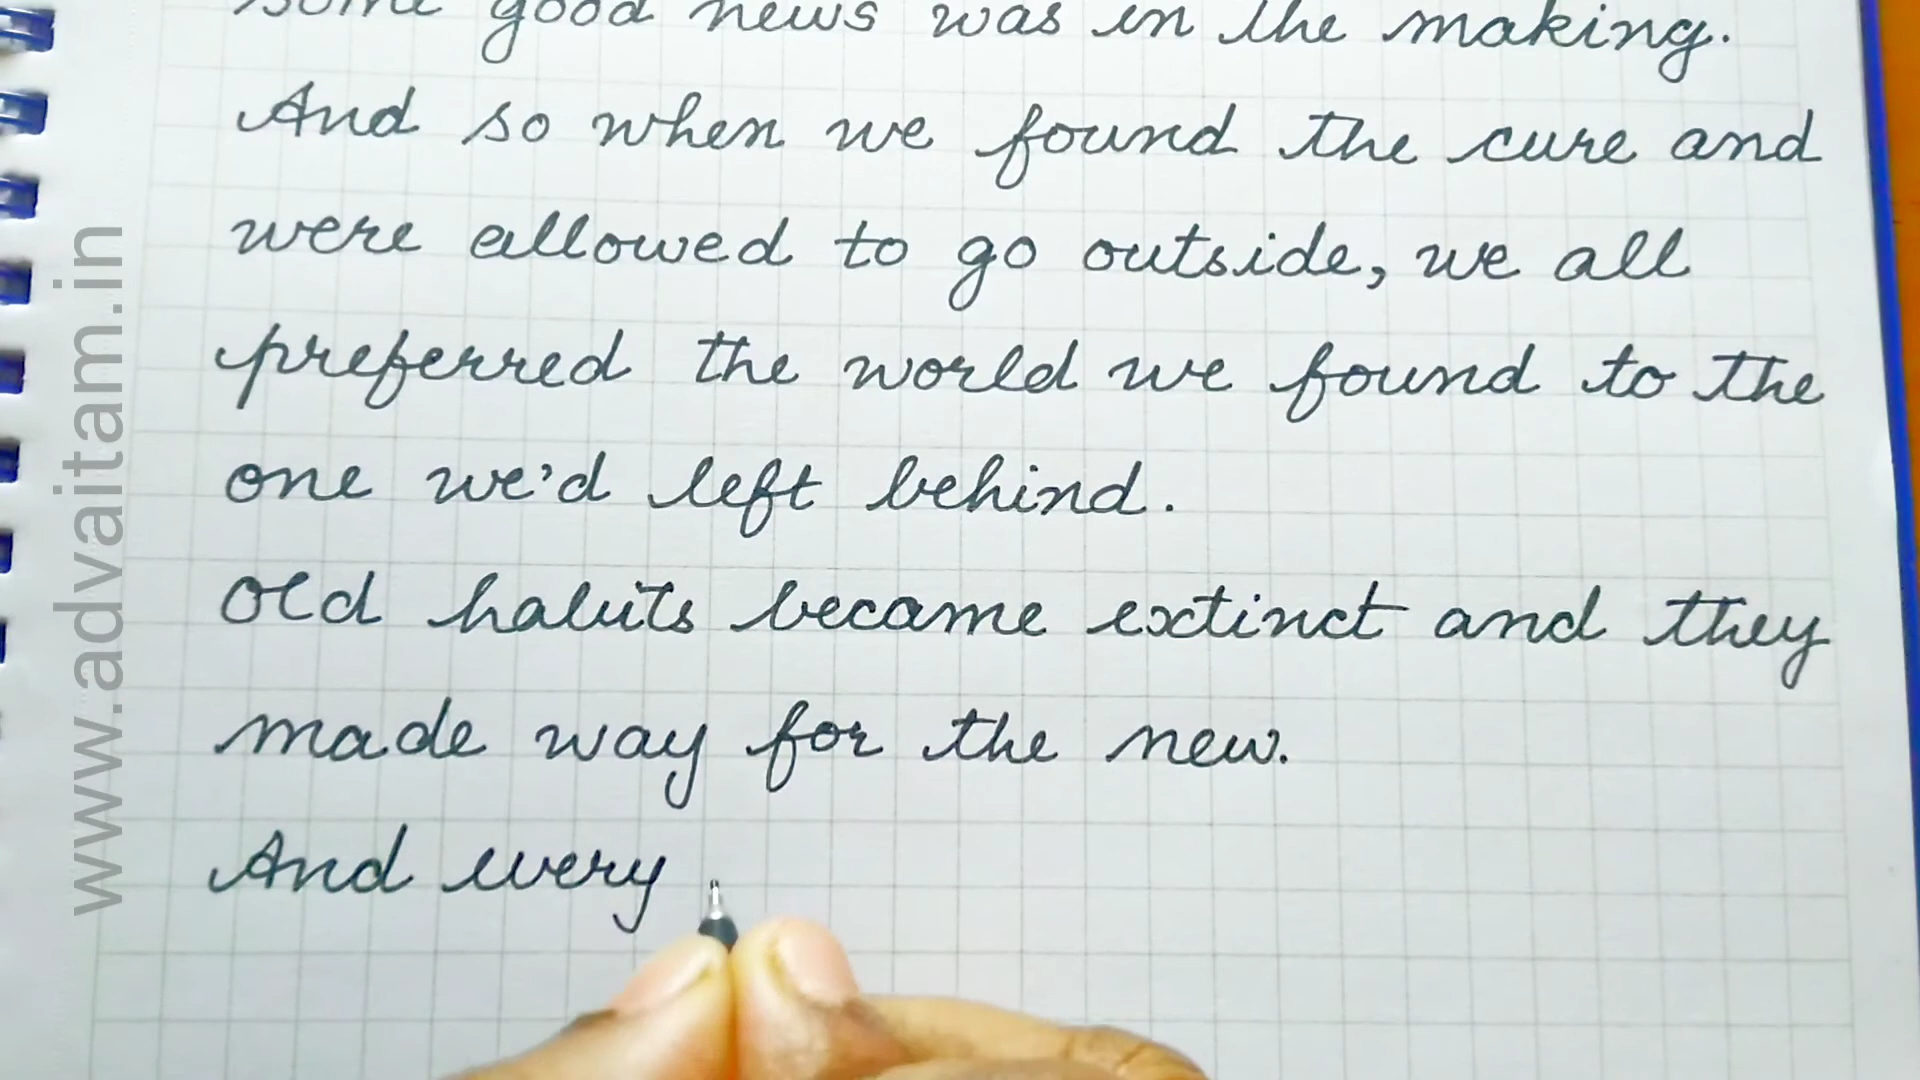 some good news was in the making.
And so when we found the cure and
were allowed to go outside, we all
preferred the world we found to the
one we'd left behind.
Old habits became extinct and they
made way for the new.
And every
www.advaitam.in